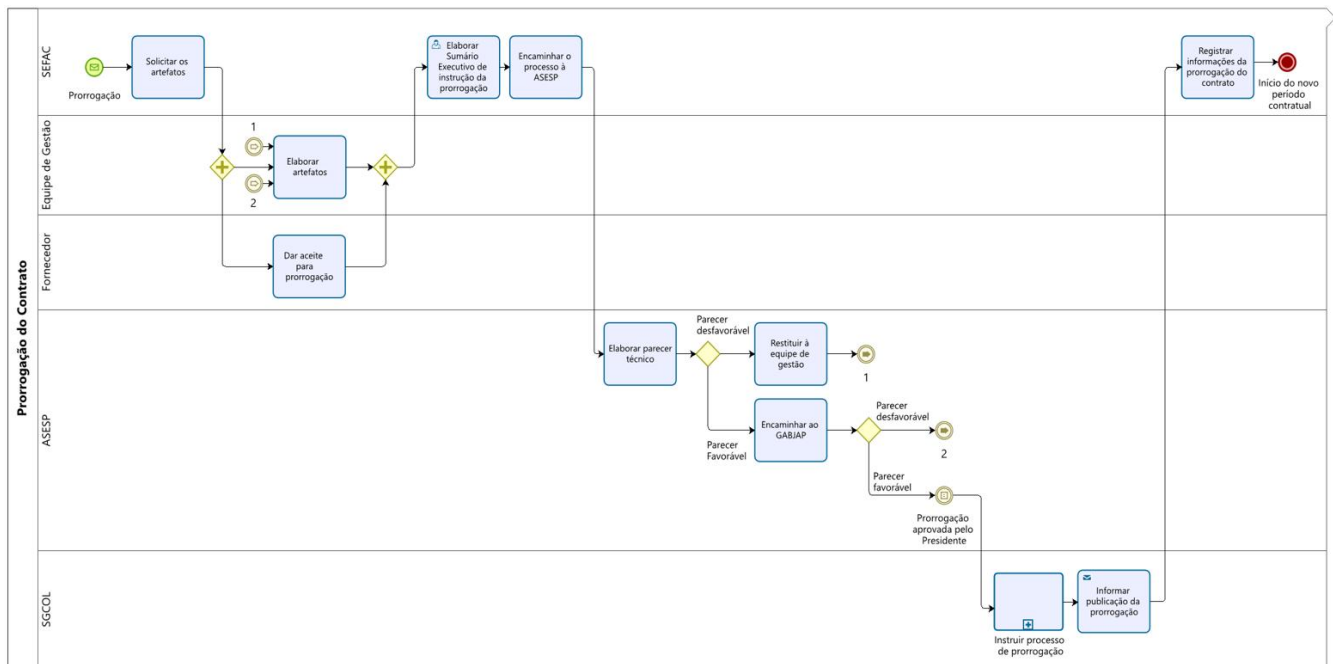 Prorrogação do Contrato
SEFAC
Prorrogação
Solicitar os
artefatos
Elaborar
Sumário
Executivo de
instrução da
prorrogação
Encaminhar o
processo à
ASESP
Registrar
informações da
prorrogação do
contrato
Início do novo
período
contratual
Equipe de Gestão
1
2
Elaborar
artefatos
Fornecedor
Dar aceite
para
prorrogação
ASESP
Elaborar parecer
técnico
Parecer
desfavorável
Restituir à
equipe de
gestão
1
Parecer
Favorável
Encaminhar ao
GABJAP
Parecer
desfavorável
2
Parecer
favorável
Prorrogação
aprovada pelo
Presidente
SGCOL
Instruir processo
de prorrogação
Informar
publicação da
prorrogação